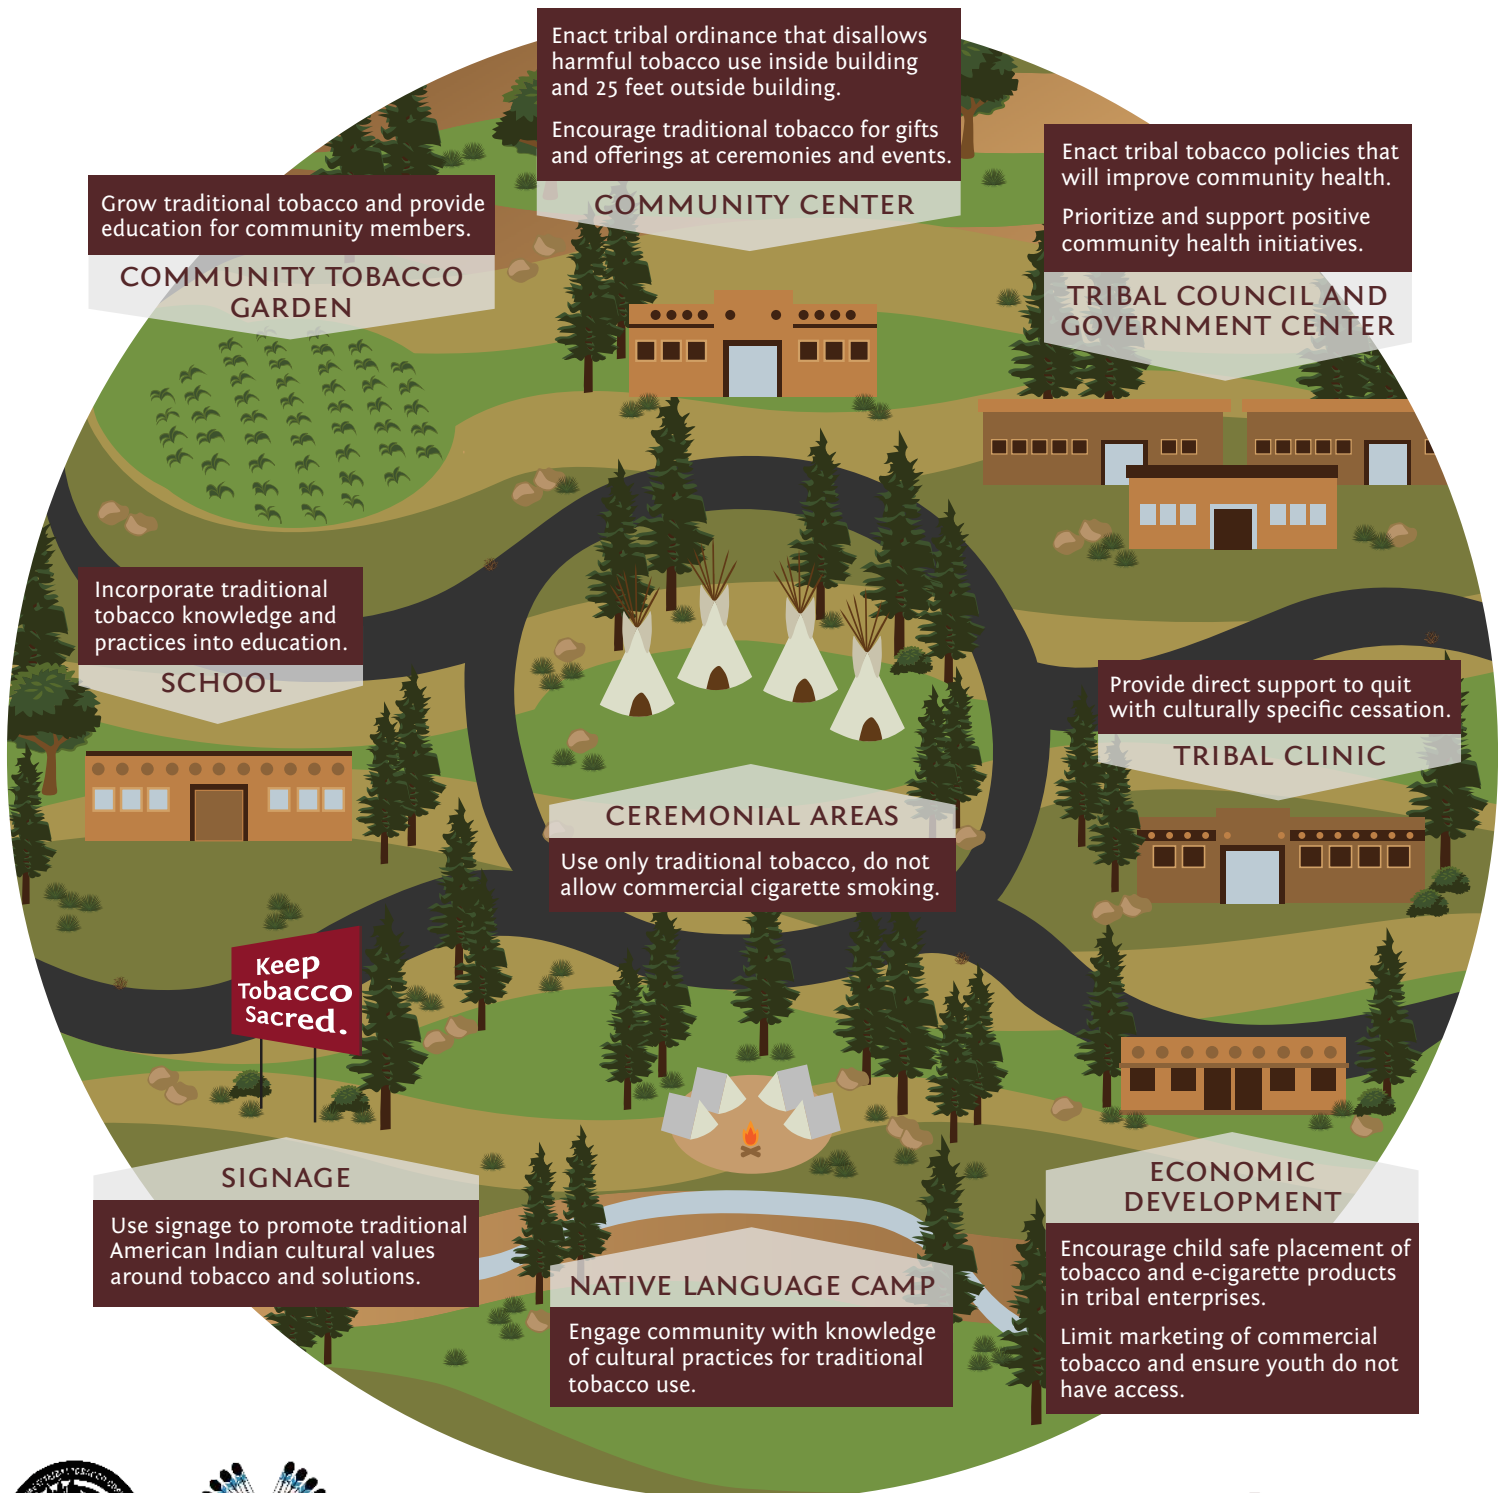 Enact tribal ordinance that disallows
harmful tobacco use inside building
and 25 feet outside building.
Encourage traditional tobacco for gifts
and offerings at ceremonies and events.
COMMUNITY CENTER
Enact tribal tobacco policies that
will improve community health.
Prioritize and support positive
community health initiatives.
TRIBAL COUNCIL AND
GOVERNMENT CENTER
Grow traditional tobacco and provide
education for community members.
COMMUNITY TOBACCO
GARDEN
Incorporate traditional
tobacco knowledge and
practices into education.
SCHOOL
Provide direct support to quit
with culturally specific cessation.
TRIBAL CLINIC
CEREMONIAL AREAS
Use only traditional tobacco, do not
allow commercial cigarette smoking.
Keep
Tobacco
Sacred.
SIGNAGE
Use signage to promote traditional
American Indian cultural values
around tobacco and solutions.
NATIVE LANGUAGE CAMP
Engage community with knowledge
of cultural practices for traditional
tobacco use.
ECONOMIC
DEVELOPMENT
Encourage child safe placement of
tobacco and e-cigarette products
in tribal enterprises.
Limit marketing of commercial
tobacco and ensure youth do not
have access.